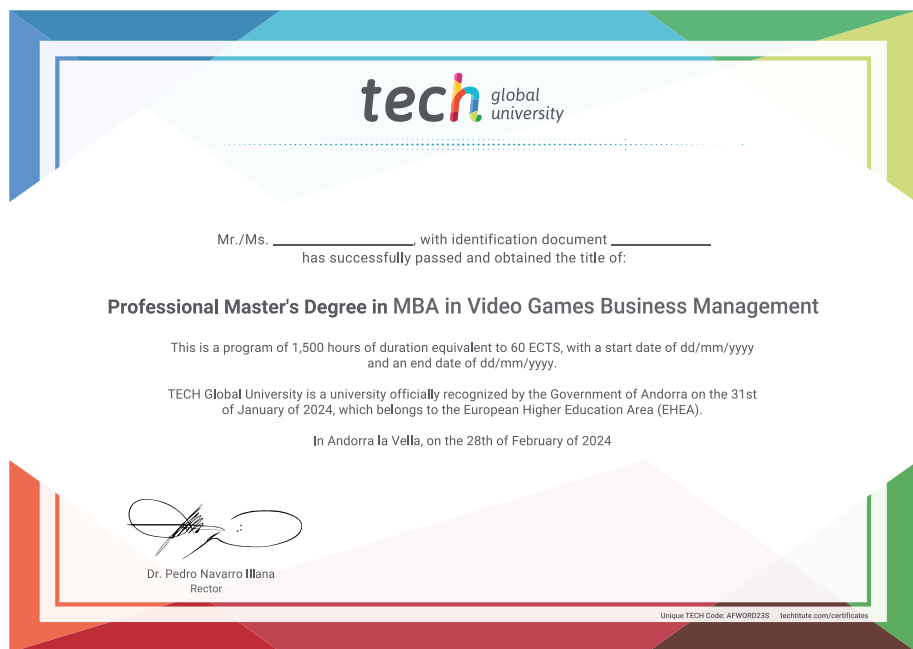 tech global university
Mr./Ms. ____________________, with identification document ______________
has successfully passed and obtained the title of:
Professional Master's Degree in MBA in Video Games Business Management
This is a program of 1,500 hours of duration equivalent to 60 ECTS, with a start date of dd/mm/yyyy
and an end date of dd/mm/yyyy.
TECH Global University is a university officially recognized by the Government of Andorra on the 31st
of January of 2024, which belongs to the European Higher Education Area (EHEA).
In Andorra la Vella, on the 28th of February of 2024
Dr. Pedro Navarro Illana
Rector
Unique TECH Code: AFWORD23S techtitute.com/certificates